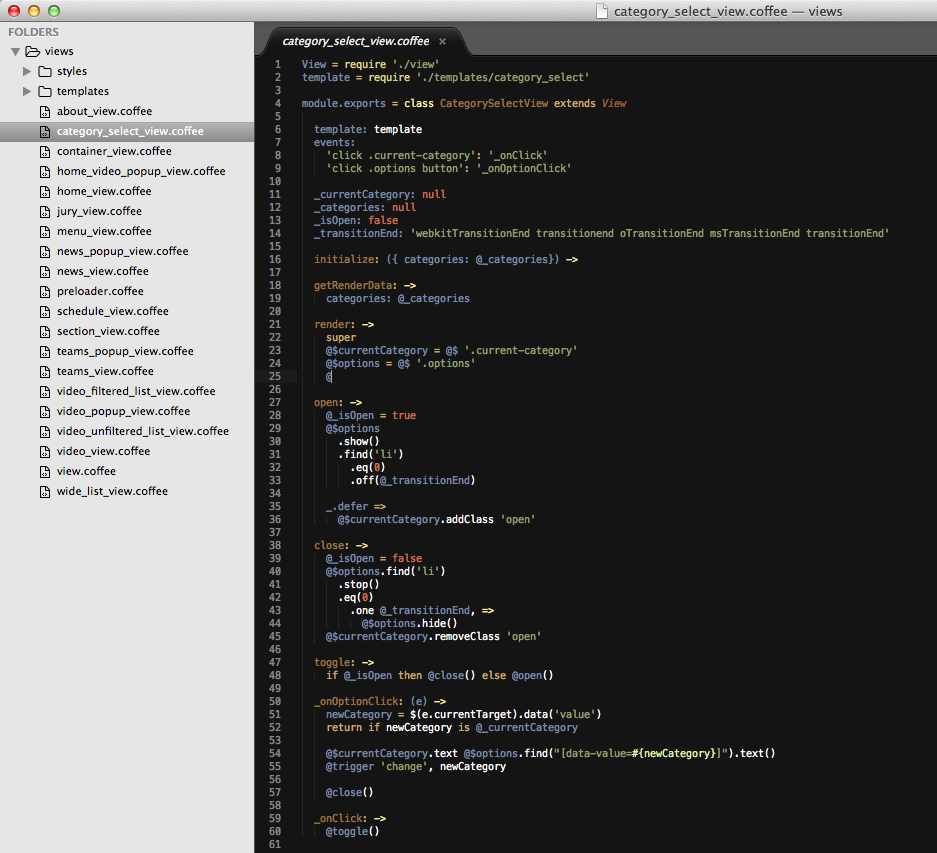 category_select_view.coffee — views
FOLDERS
views
styles
templates
about_view.coffee
category_select_view.coffee
container_view.coffee
home_video_popup_view.coffee
home_view.coffee
jury_view.coffee
menu_view.coffee
news_popup_view.coffee
news_view.coffee
preloader.coffee
schedule_view.coffee
section_view.coffee
teams_popup_view.coffee
teams_view.coffee
video_filtered_list_view.coffee
video_popup_view.coffee
video_unfiltered_list_view.coffee
video_view.coffee
view.coffee
wide_list_view.coffee
category_select_view.coffee ×
1 View = require './view'
2 template = require './templates/category_select'
3
4 module.exports = class CategorySelectView extends View
5
6   template: template
7   events:
8     'click .current-category': '_onClick'
9     'click .options button': '_onOptionClick'
10
11   _currentCategory: null
12   _categories: null
13   _isOpen: false
14   _transitionEnd: 'webkitTransitionEnd transitionend oTransitionEnd msTransitionEnd transitionEnd'
15
16   initialize: ({ categories: @_categories}) ->
17
18   getRenderData: ->
19     categories: @_categories
20
21   render: ->
22     super
23     @$currentCategory = @$ '.current-category'
24     @$options = @$ '.options'
25     @
26
27   open: ->
28     @_isOpen = true
29     @$options
30       .show()
31       .find('li')
32         .eq(0)
33         .off(@_transitionEnd)
34
35     _.defer =>
36       @$currentCategory.addClass 'open'
37
38   close: ->
39     @_isOpen = false
40     @$options.find('li')
41       .stop()
42       .eq(0)
43         .one @_transitionEnd, =>
44           @$options.hide()
45     @$currentCategory.removeClass 'open'
46
47   toggle: ->
48     if @_isOpen then @close() else @open()
49
50   _onOptionClick: (e) ->
51     newCategory = $(e.currentTarget).data('value')
52     return if newCategory is @_currentCategory
53
54     @$currentCategory.text @$options.find("[data-value=#{newCategory}]").text()
55     @trigger 'change', newCategory
56
57     @close()
58
59   _onClick: ->
60     @toggle()
61